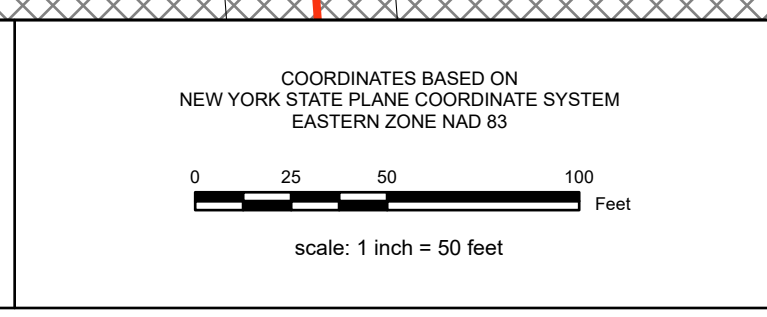 COORDINATES BASED ON
NEW YORK STATE PLANE COORDINATE SYSTEM
EASTERN ZONE NAD 83
0 25 50 100
Feet
scale: 1 inch = 50 feet